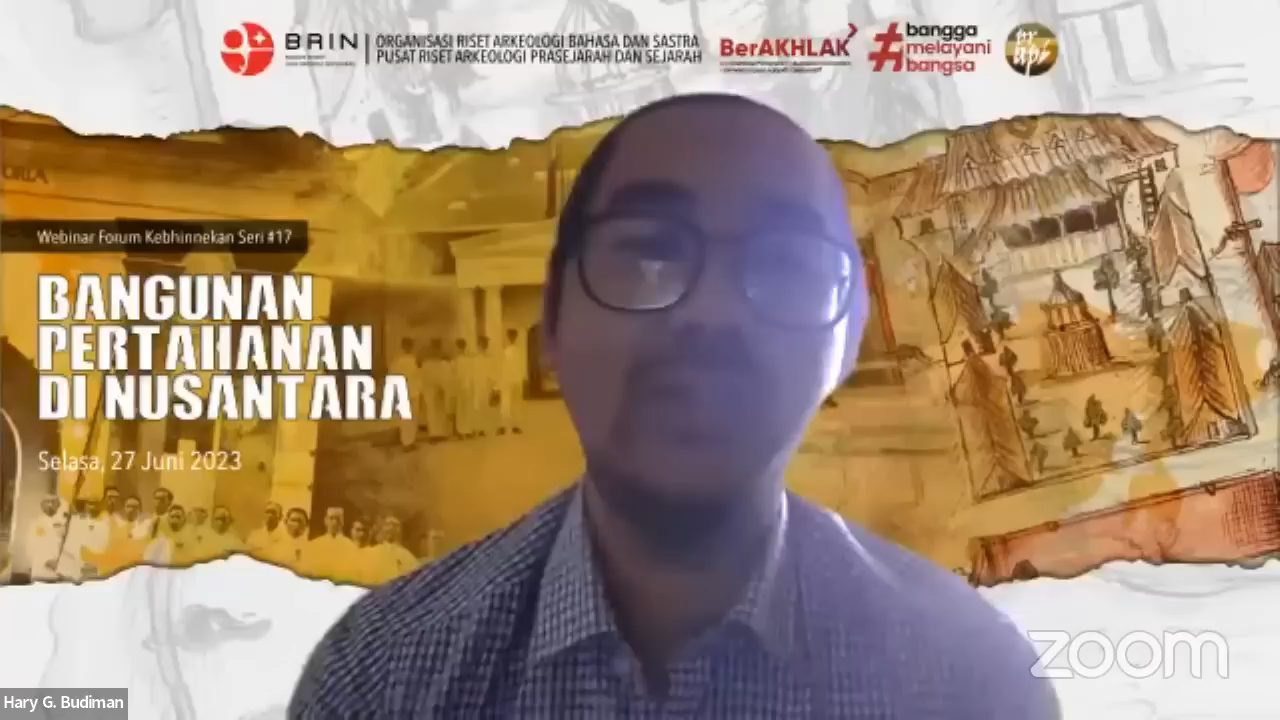 BRIN
ORGANISASI RISET ARKEOLOGI BAHASA DAN SASTRA
PUSAT RISET ARKEOLOGI PRASEJARAH DAN SEJARAH
BerAKHLAK
#bangga
melayani
bangsa
Webinar Forum Kebhinnekan Seri #17
BANGUNAN
PERTAHANAN
DI NUSANTARA
Selasa, 27 Juni 2023
zoom
Hary G. Budiman